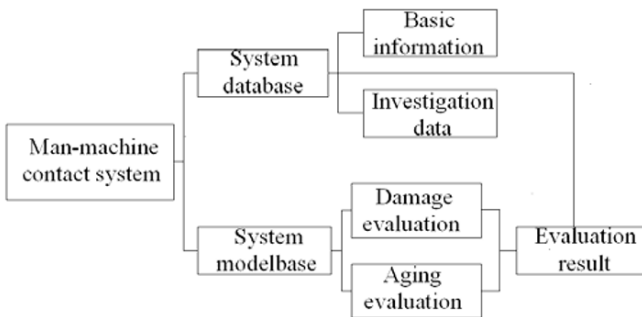 Basic
information
System
database
Investigation
data
Man-machine
contact system
Damage
evaluation
System
modelbase
Evaluation
result
Aging
evaluation